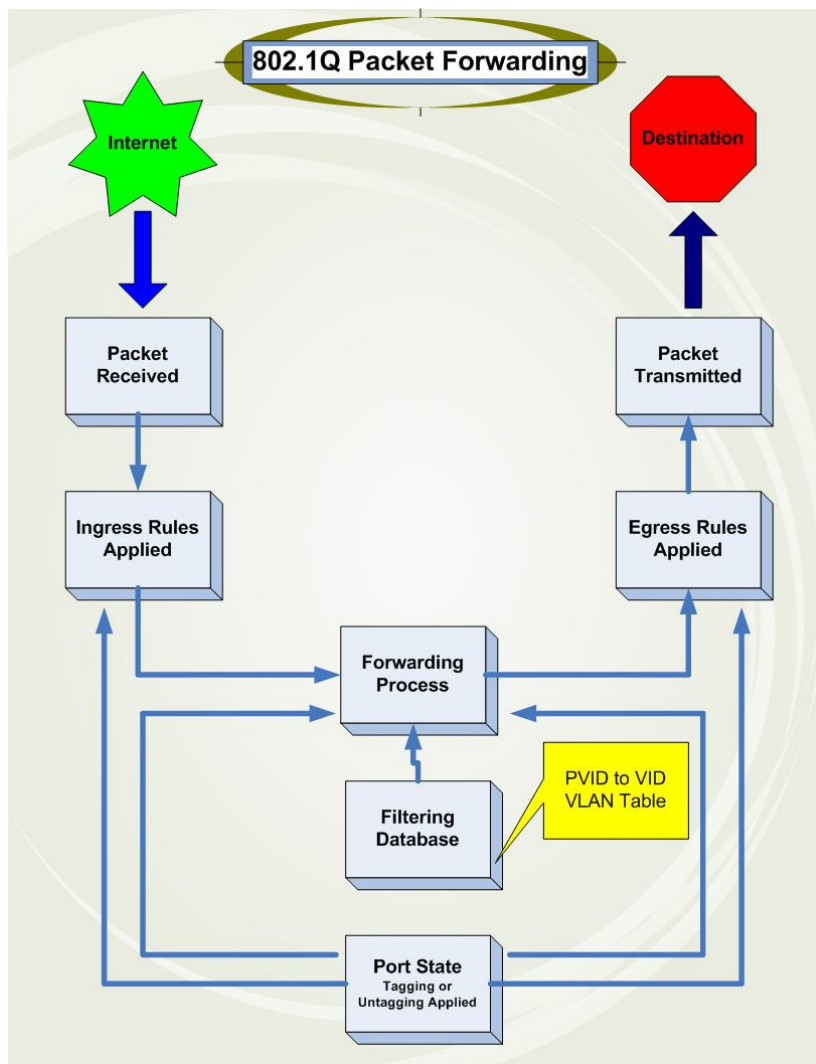 802.1Q Packet Forwarding
Internet
Destination
Packet
Received
Packet
Transmitted
Ingress Rules
Applied
Egress Rules
Applied
Forwarding
Process
PVID to VID
VLAN Table
Filtering
Database
Port State
Tagging or
Untagging Applied